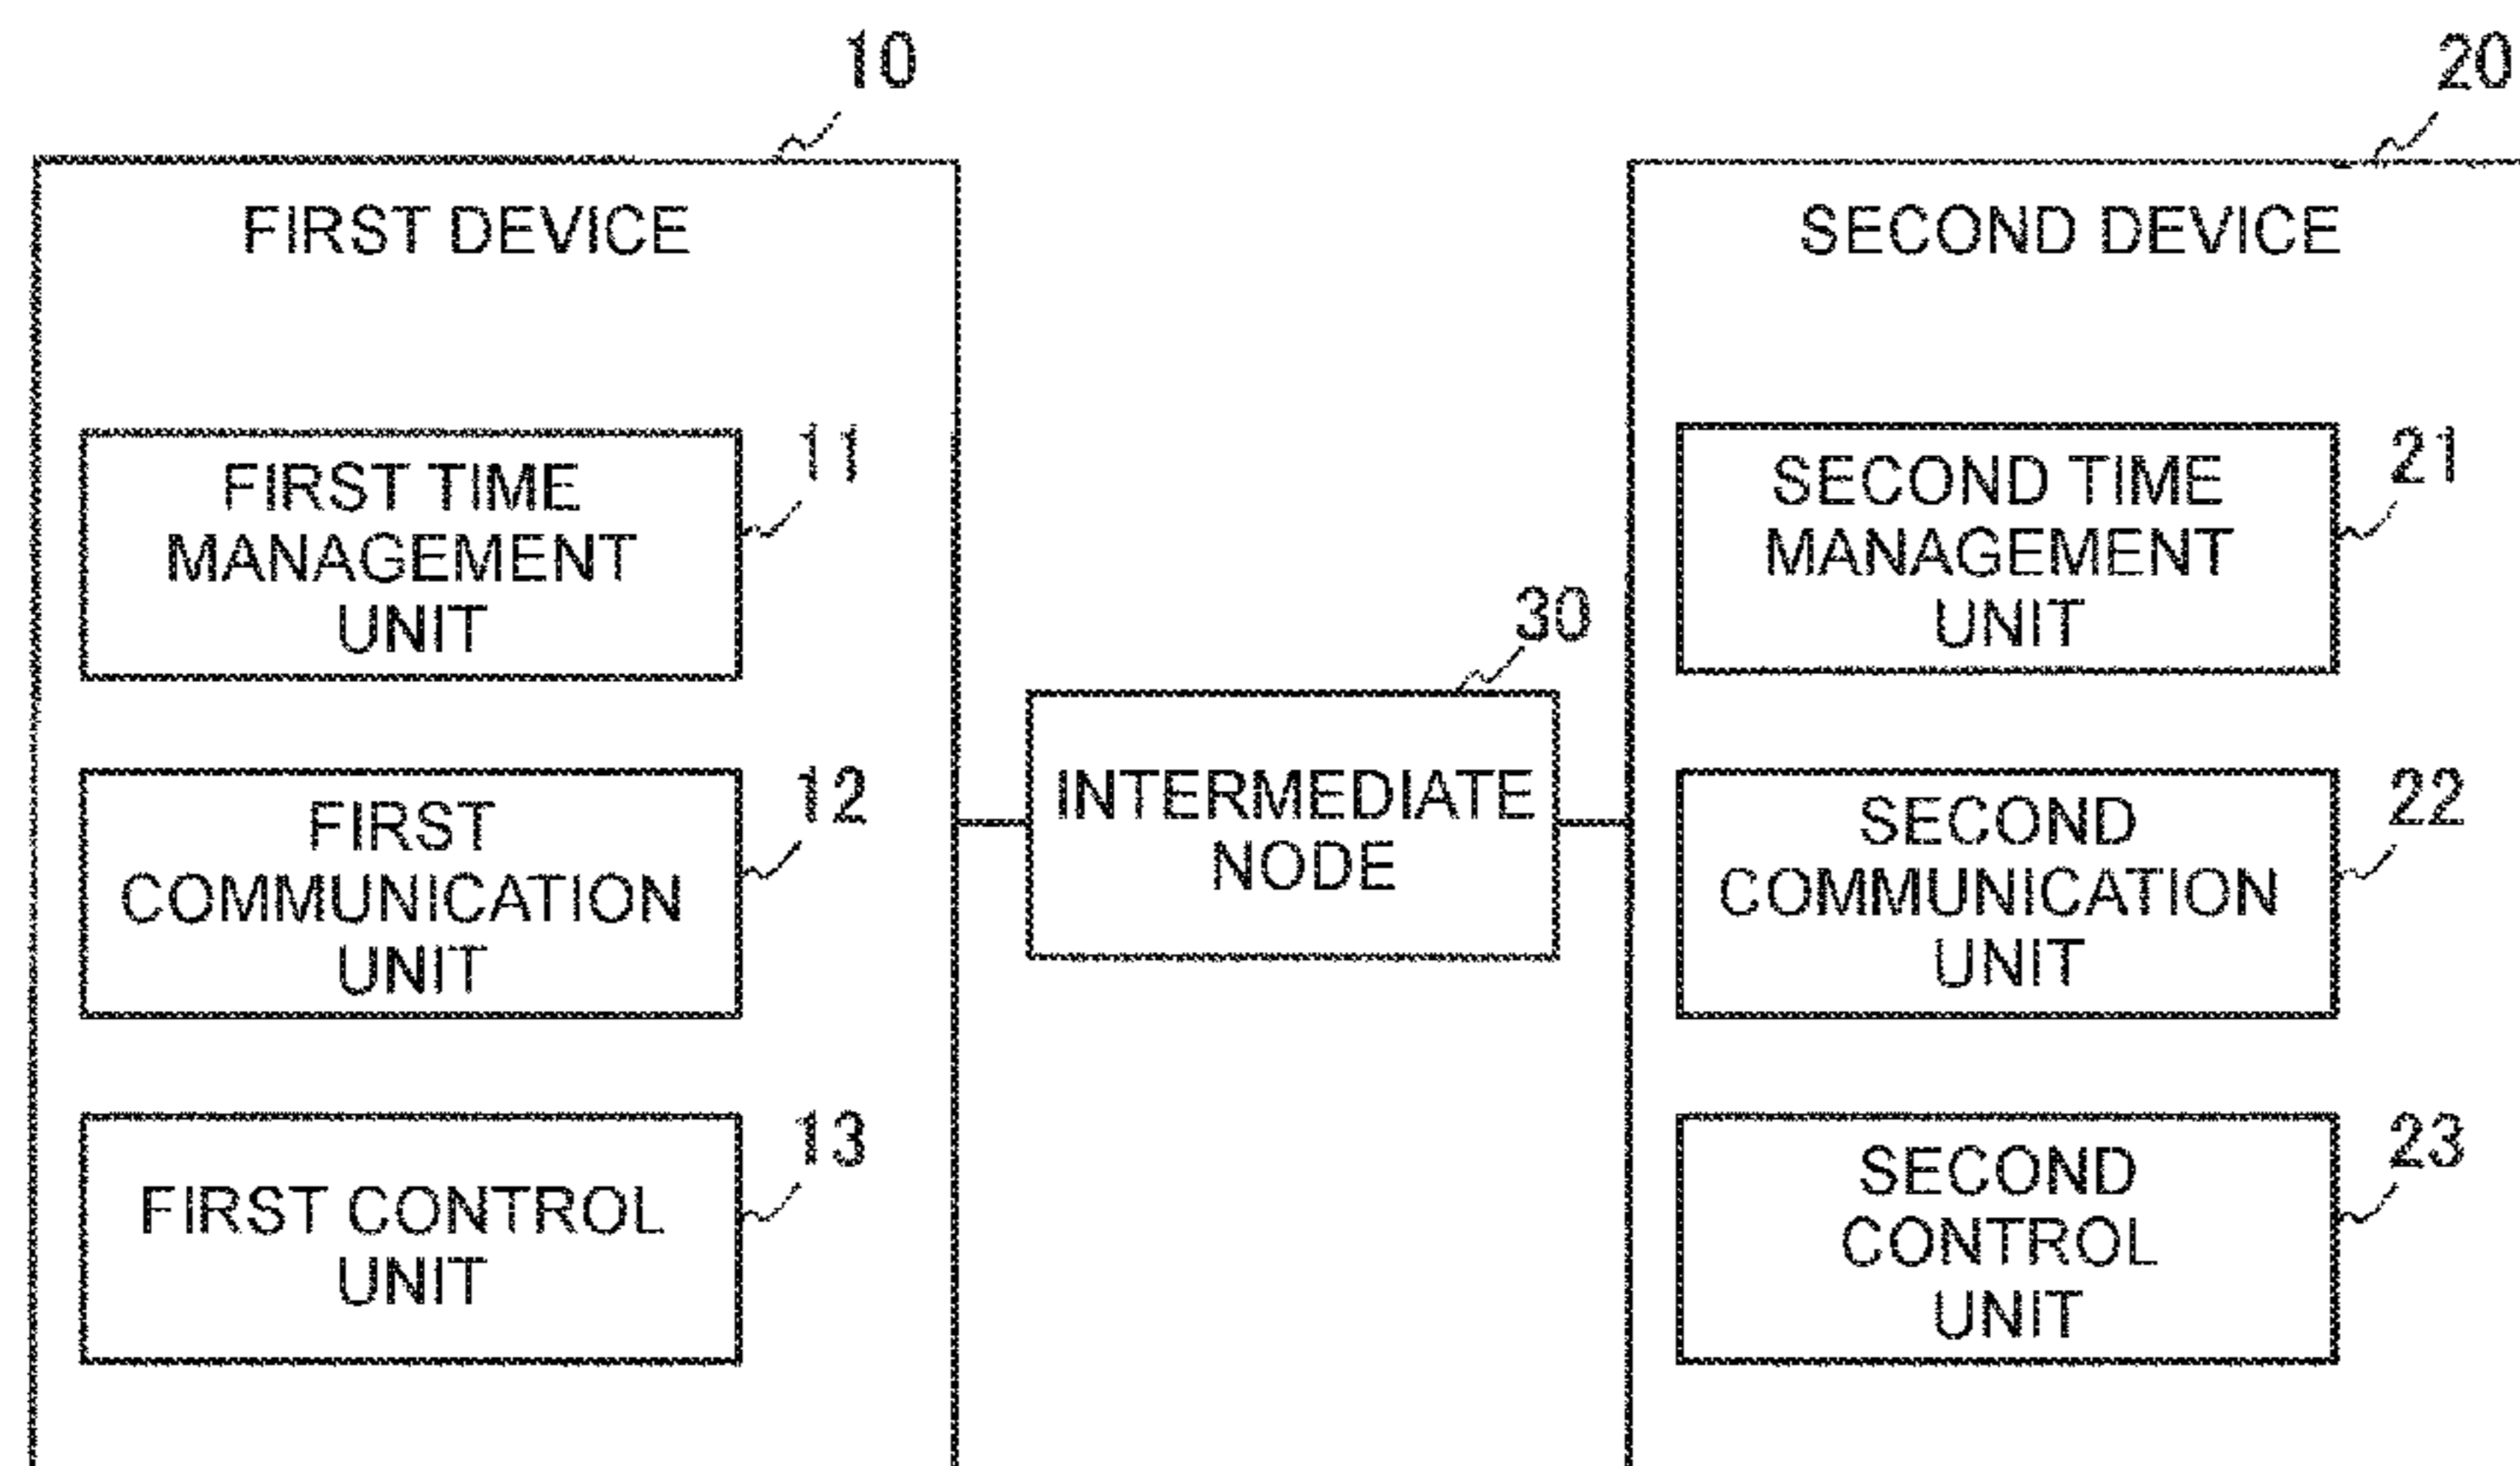 10
FIRST DEVICE
11
FIRST TIME
MANAGEMENT
UNIT
12
FIRST
COMMUNICATION
UNIT
13
FIRST CONTROL
UNIT
30
INTERMEDIATE
NODE
20
SECOND DEVICE
21
SECOND TIME
MANAGEMENT
UNIT
22
SECOND
COMMUNICATION
UNIT
23
SECOND
CONTROL
UNIT